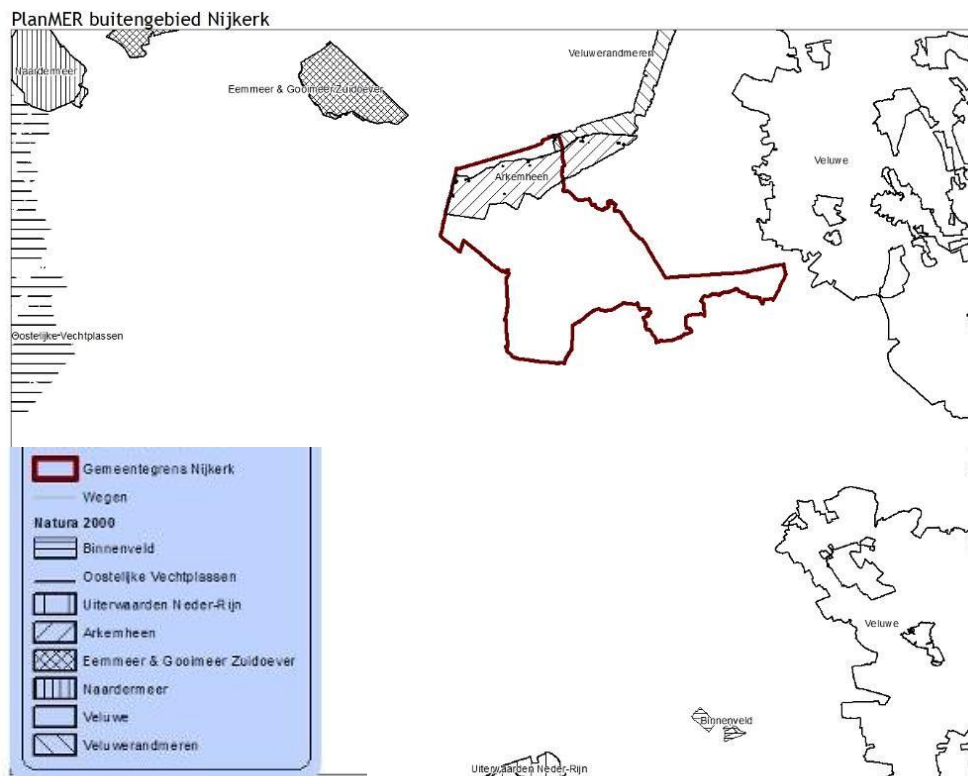 PlanMER buitengebied Nijkerk
Veluwerandmeren
Naardermeer
Eemmeer & Gooimeer Zuidoever
Veluwe
Arkemheen
Oostelijke Vechtplassen
Gemeentegrens Nijkerk
Wegen
Natura 2000
Binnenveld
Oostelijke Vechtplassen
Uiterwaarden Neder-Rijn
Arkemheen
Eemmeer & Gooimeer Zuidoever
Naardermeer
Veluwe
Veluwerandmeren
Veluwe
Binnenveld
Uiterwaarden Neder-Rijn